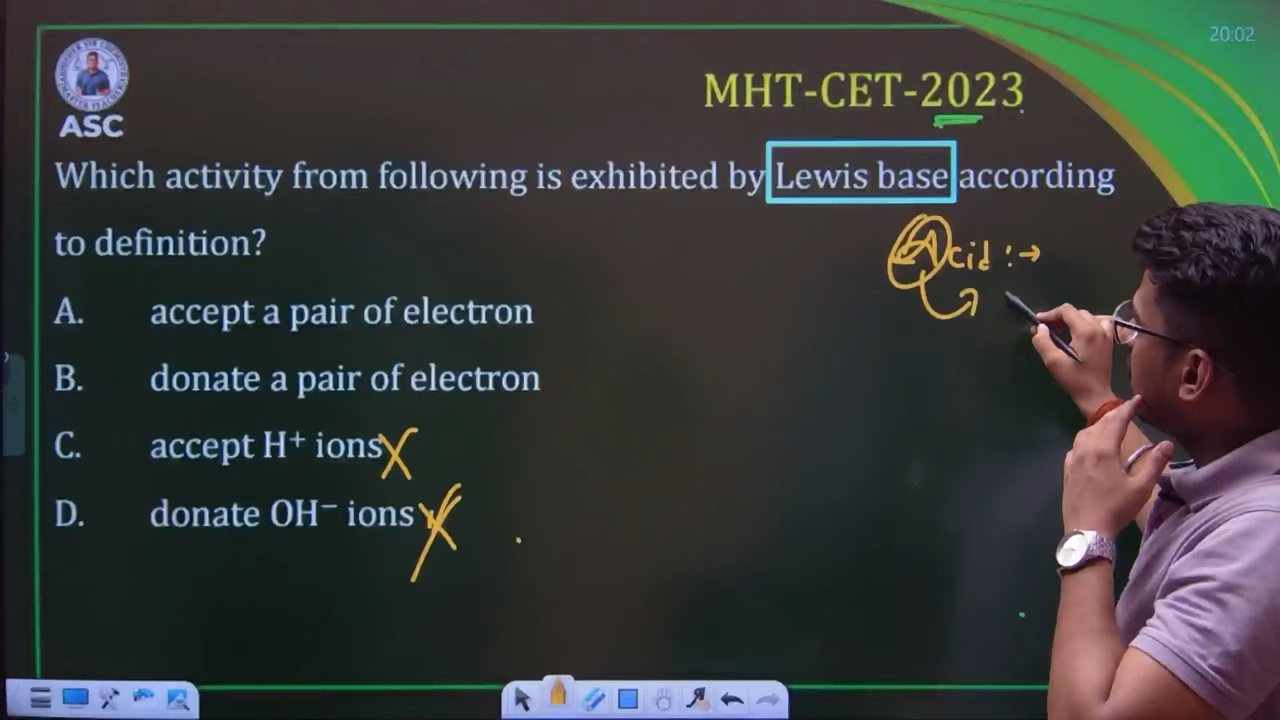 20:02
ASC
MHT-CET-2023
Which activity from following is exhibited by Lewis base according
to definition?
Acid :→
A. accept a pair of electron
B. donate a pair of electron
C. accept H⁺ ions
D. donate OH⁻ ions